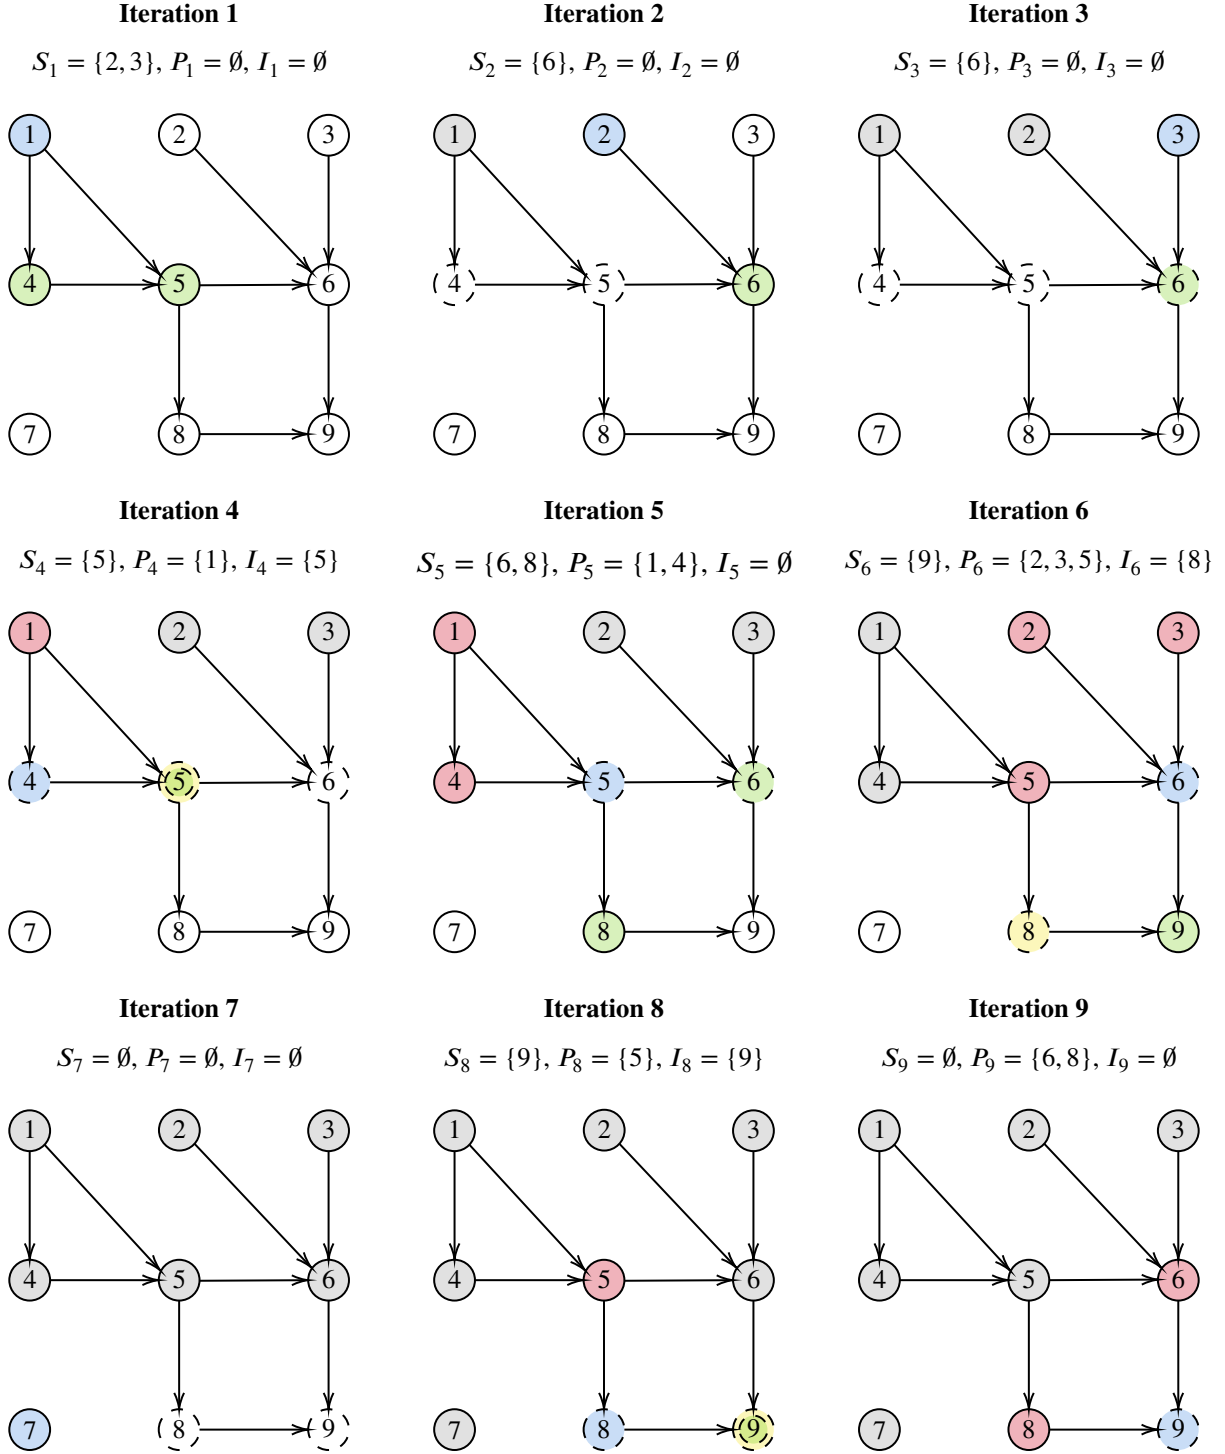 Iteration 1
Iteration 2
Iteration 3
S₁ = {2, 3}, P₁ = ∅, I₁ = ∅
S₂ = {6}, P₂ = ∅, I₂ = ∅
S₃ = {6}, P₃ = ∅, I₃ = ∅
1 2 3
1 2 3
1 2 3
4 5 6
4 5 6
4 5 6
7 8 9
7 8 9
7 8 9
Iteration 4
Iteration 5
Iteration 6
S₄ = {5}, P₄ = {1}, I₄ = {5}
S₅ = {6, 8}, P₅ = {1, 4}, I₅ = ∅
S₆ = {9}, P₆ = {2, 3, 5}, I₆ = {8}
1 2 3
1 2 3
1 2 3
4 5 6
4 5 6
4 5 6
7 8 9
7 8 9
7 8 9
Iteration 7
Iteration 8
Iteration 9
S₇ = ∅, P₇ = ∅, I₇ = ∅
S₈ = {9}, P₈ = {5}, I₈ = {9}
S₉ = ∅, P₉ = {6, 8}, I₉ = ∅
1 2 3
1 2 3
1 2 3
4 5 6
4 5 6
4 5 6
7 8 9
7 8 9
7 8 9